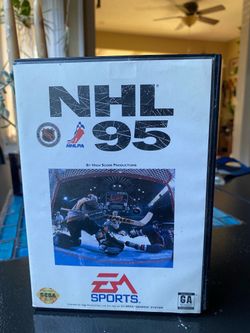 NHL
95
NHLPA
BY HIGH SCORE PRODUCTIONS
EA
SPORTS
SEGA
GA